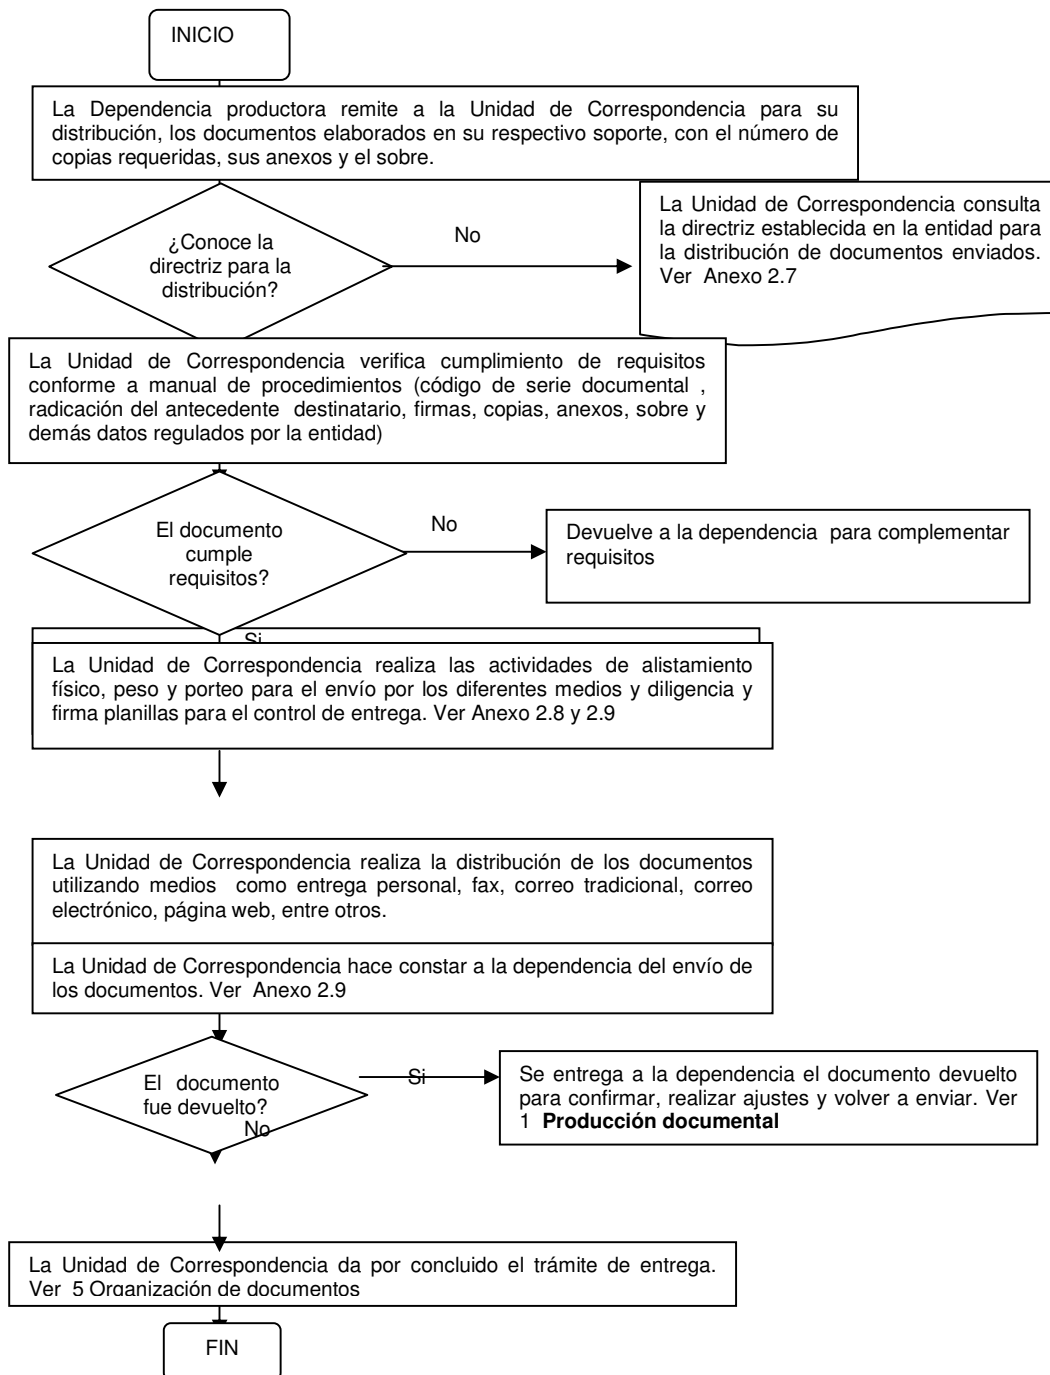 INICIO
La Dependencia productora remite a la Unidad de Correspondencia para su
distribución, los documentos elaborados en su respectivo soporte, con el número de
copias requeridas, sus anexos y el sobre.
¿Conoce la
directriz para la
distribución?
No
La Unidad de Correspondencia consulta
la directriz establecida en la entidad para
la distribución de documentos enviados.
Ver Anexo 2.7
La Unidad de Correspondencia verifica cumplimiento de requisitos
conforme a manual de procedimientos (código de serie documental ,
radicación del antecedente destinatario, firmas, copias, anexos, sobre y
demás datos regulados por la entidad)
El documento
cumple
requisitos?
No
Devuelve a la dependencia para complementar
requisitos
Si
La Unidad de Correspondencia realiza las actividades de alistamiento
físico, peso y porteo para el envío por los diferentes medios y diligencia y
firma planillas para el control de entrega. Ver Anexo 2.8 y 2.9
La Unidad de Correspondencia realiza la distribución de los documentos
utilizando medios como entrega personal, fax, correo tradicional, correo
electrónico, página web, entre otros.
La Unidad de Correspondencia hace constar a la dependencia del envío de
los documentos. Ver Anexo 2.9
El documento
fue devuelto?
No
Si
Se entrega a la dependencia el documento devuelto
para confirmar, realizar ajustes y volver a enviar. Ver
1 Producción documental
La Unidad de Correspondencia da por concluido el trámite de entrega.
Ver 5 Organización de documentos
FIN